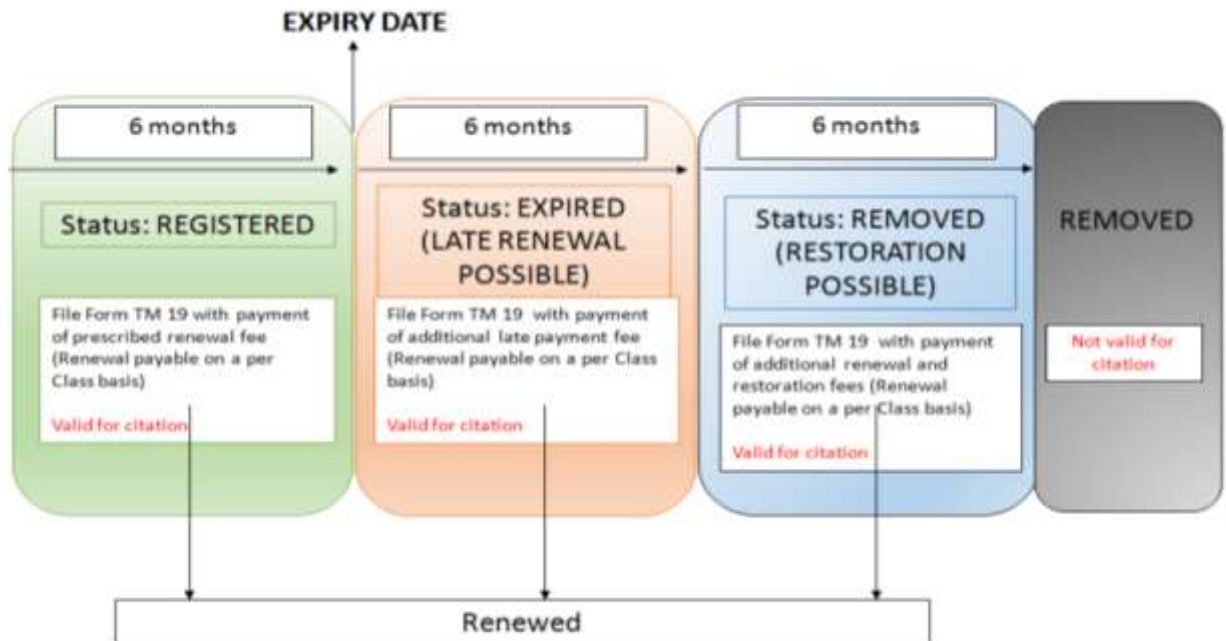 EXPIRY DATE
6 months
Status: REGISTERED
File Form TM 19 with payment
of prescribed renewal fee
(Renewal payable on a per
Class basis)
Valid for citation
6 months
Status: EXPIRED
(LATE RENEWAL
POSSIBLE)
File Form TM 19 with payment
of additional late payment fee
(Renewal payable on a per Class
basis)
Valid for citation
6 months
Status: REMOVED
(RESTORATION
POSSIBLE)
File Form TM 19 with payment
of additional renewal and
restoration fees (Renewal
payable on a per Class basis)
Valid for citation
REMOVED
Not valid for
citation
Renewed